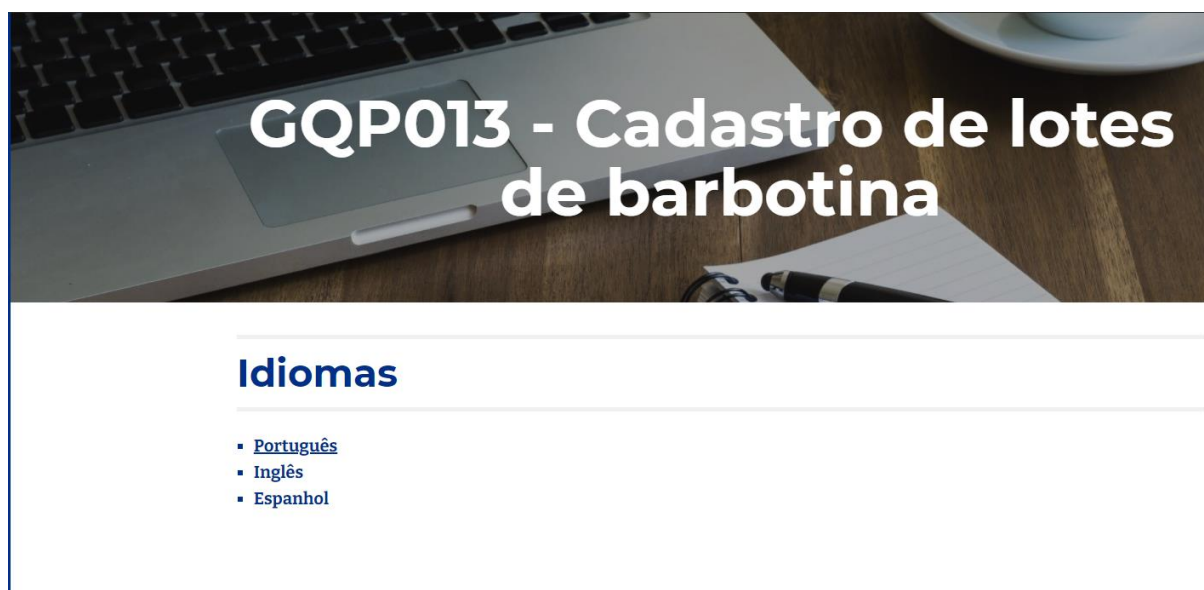 GQP013 - Cadastro de lotes
de barbotina
Idiomas
Português
Inglês
Espanhol